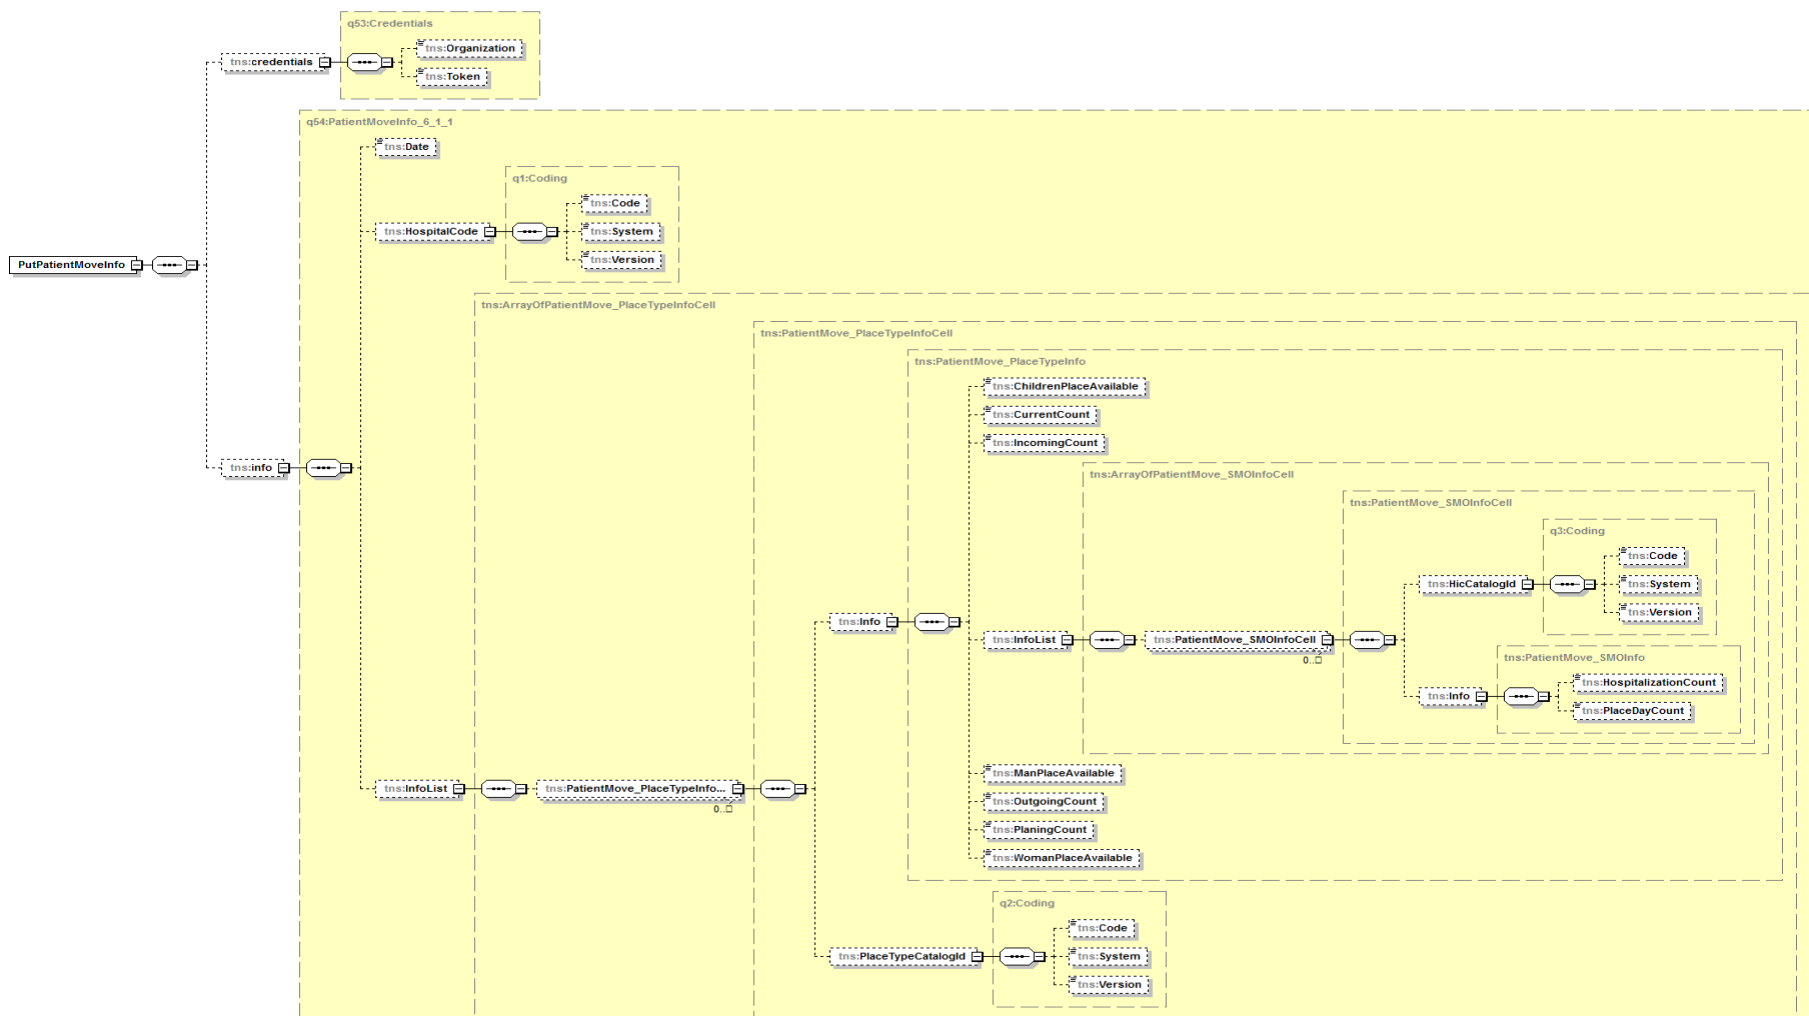 q53:Credentials
tns:Organization
tns:credentials
tns:Token
q54:PatientMoveInfo_6_1_1
tns:Date
q1:Coding
tns:Code
tns:HospitalCode
tns:System
tns:Version
PutPatientMoveInfo
tns:ArrayOfPatientMove_PlaceTypeInfoCell
tns:PatientMove_PlaceTypeInfoCell
tns:PatientMove_PlaceTypeInfo
tns:ChildrenPlaceAvailable
tns:CurrentCount
tns:IncomingCount
tns:info
tns:ArrayOfPatientMove_SMOInfoCell
tns:PatientMove_SMOInfoCell
q3:Coding
tns:Code
tns:HicCatalogId
tns:System
tns:Version
tns:Info
tns:InfoList
tns:PatientMove_SMOInfoCell
0..□
tns:PatientMove_SMOInfo
tns:HospitalizationCount
tns:Info
tns:PlaceDayCount
tns:ManPlaceAvailable
tns:InfoList
tns:PatientMove_PlaceTypeInfo...
0..□
tns:OutgoingCount
tns:PlaningCount
tns:WomanPlaceAvailable
q2:Coding
tns:Code
tns:PlaceTypeCatalogId
tns:System
tns:Version